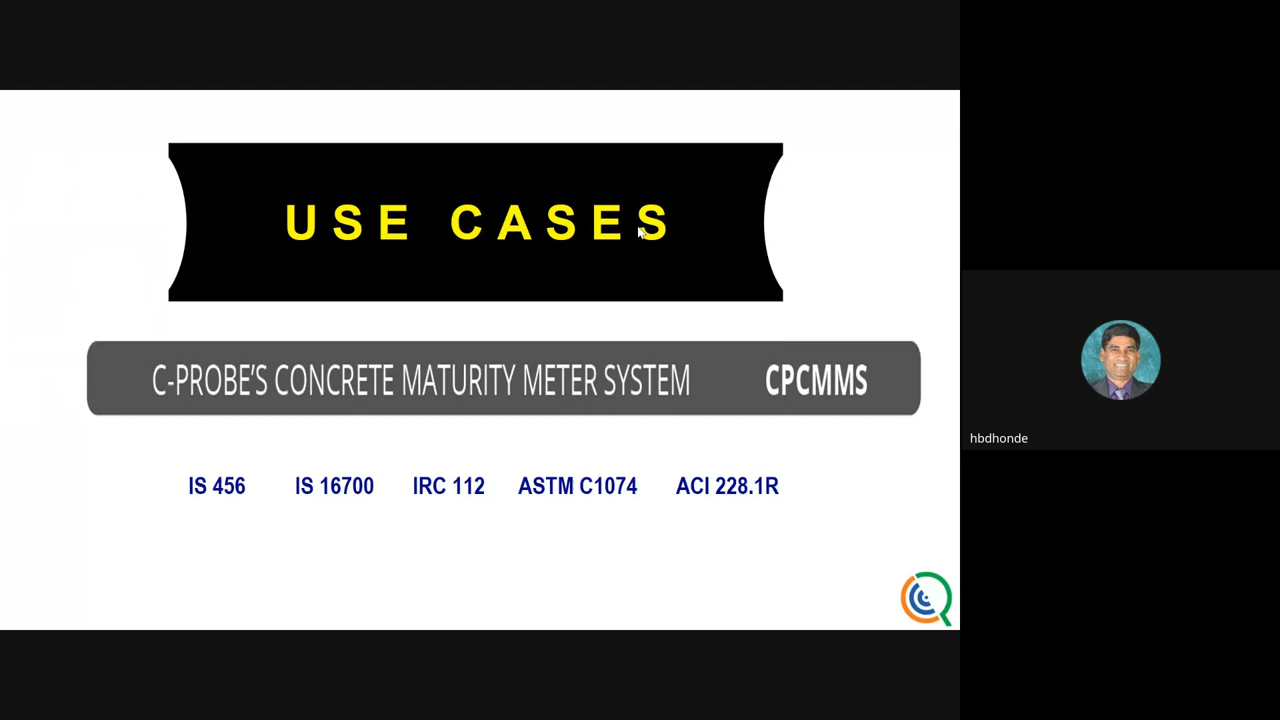 USE CASES
C-PROBE'S CONCRETE MATURITY METER SYSTEM CPCMMS
IS 456 IS 16700 IRC 112 ASTM C1074 ACI 228.1R
hbdhonde